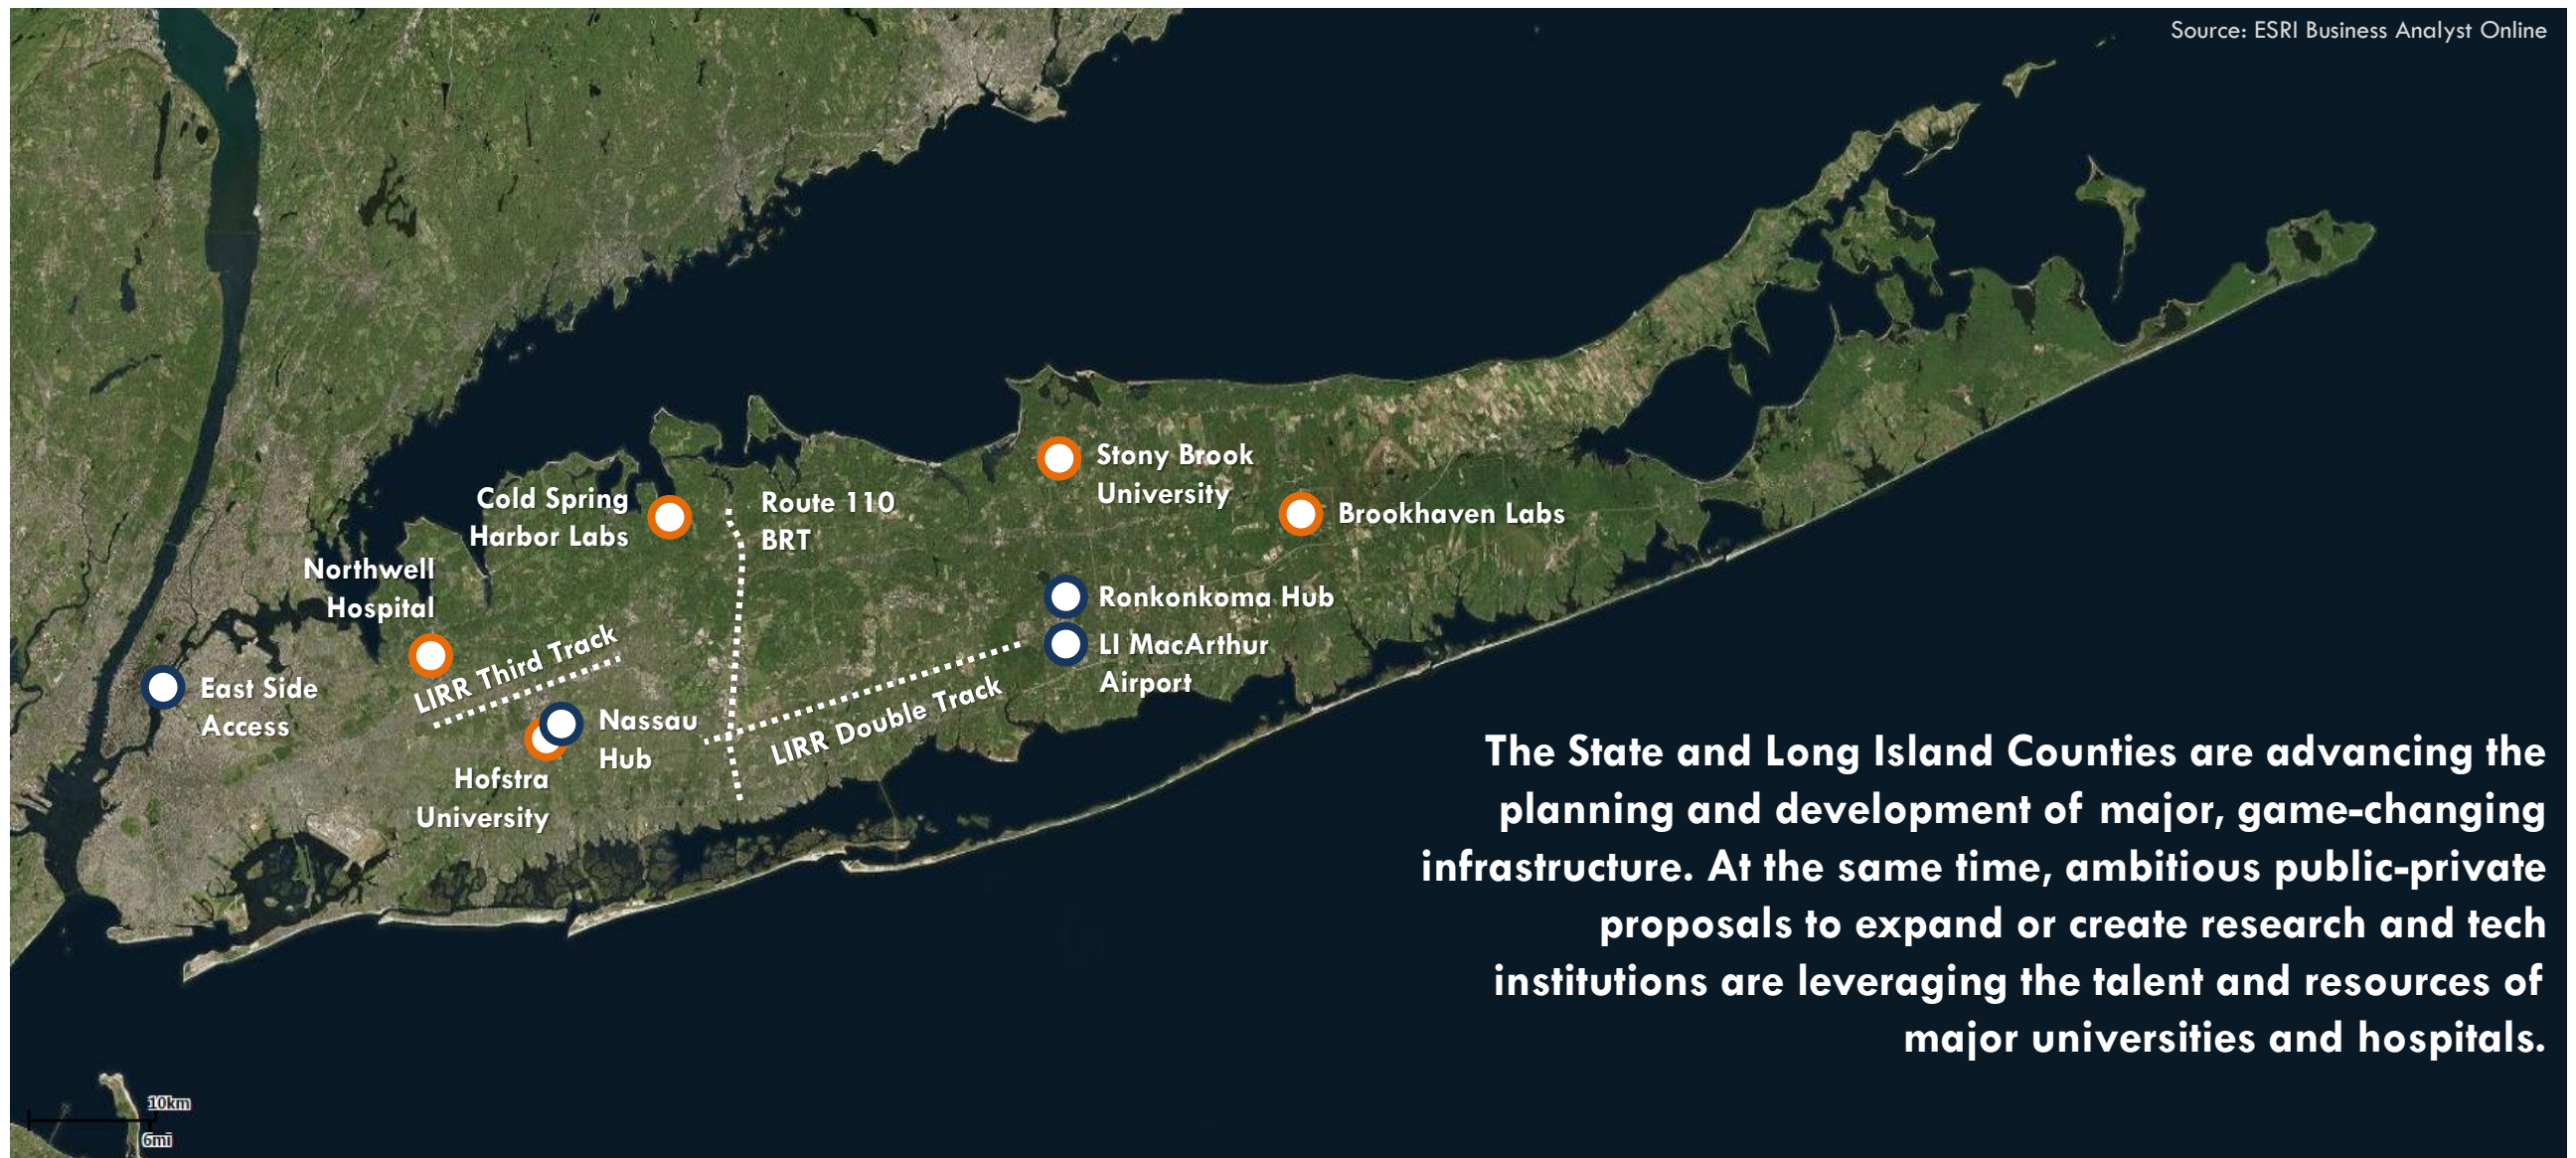 Source: ESRI Business Analyst Online
Stony Brook
University
Cold Spring
Harbor Labs
Route 110
BRT
Brookhaven Labs
Northwell
Hospital
Ronkonkoma Hub
LIRR Third Track
LI MacArthur
Airport
East Side
Access
Nassau
Hub
LIRR Double Track
Hofstra
University
The State and Long Island Counties are advancing the
planning and development of major, game-changing
infrastructure. At the same time, ambitious public-private
proposals to expand or create research and tech
institutions are leveraging the talent and resources of
major universities and hospitals.
10km
6mi